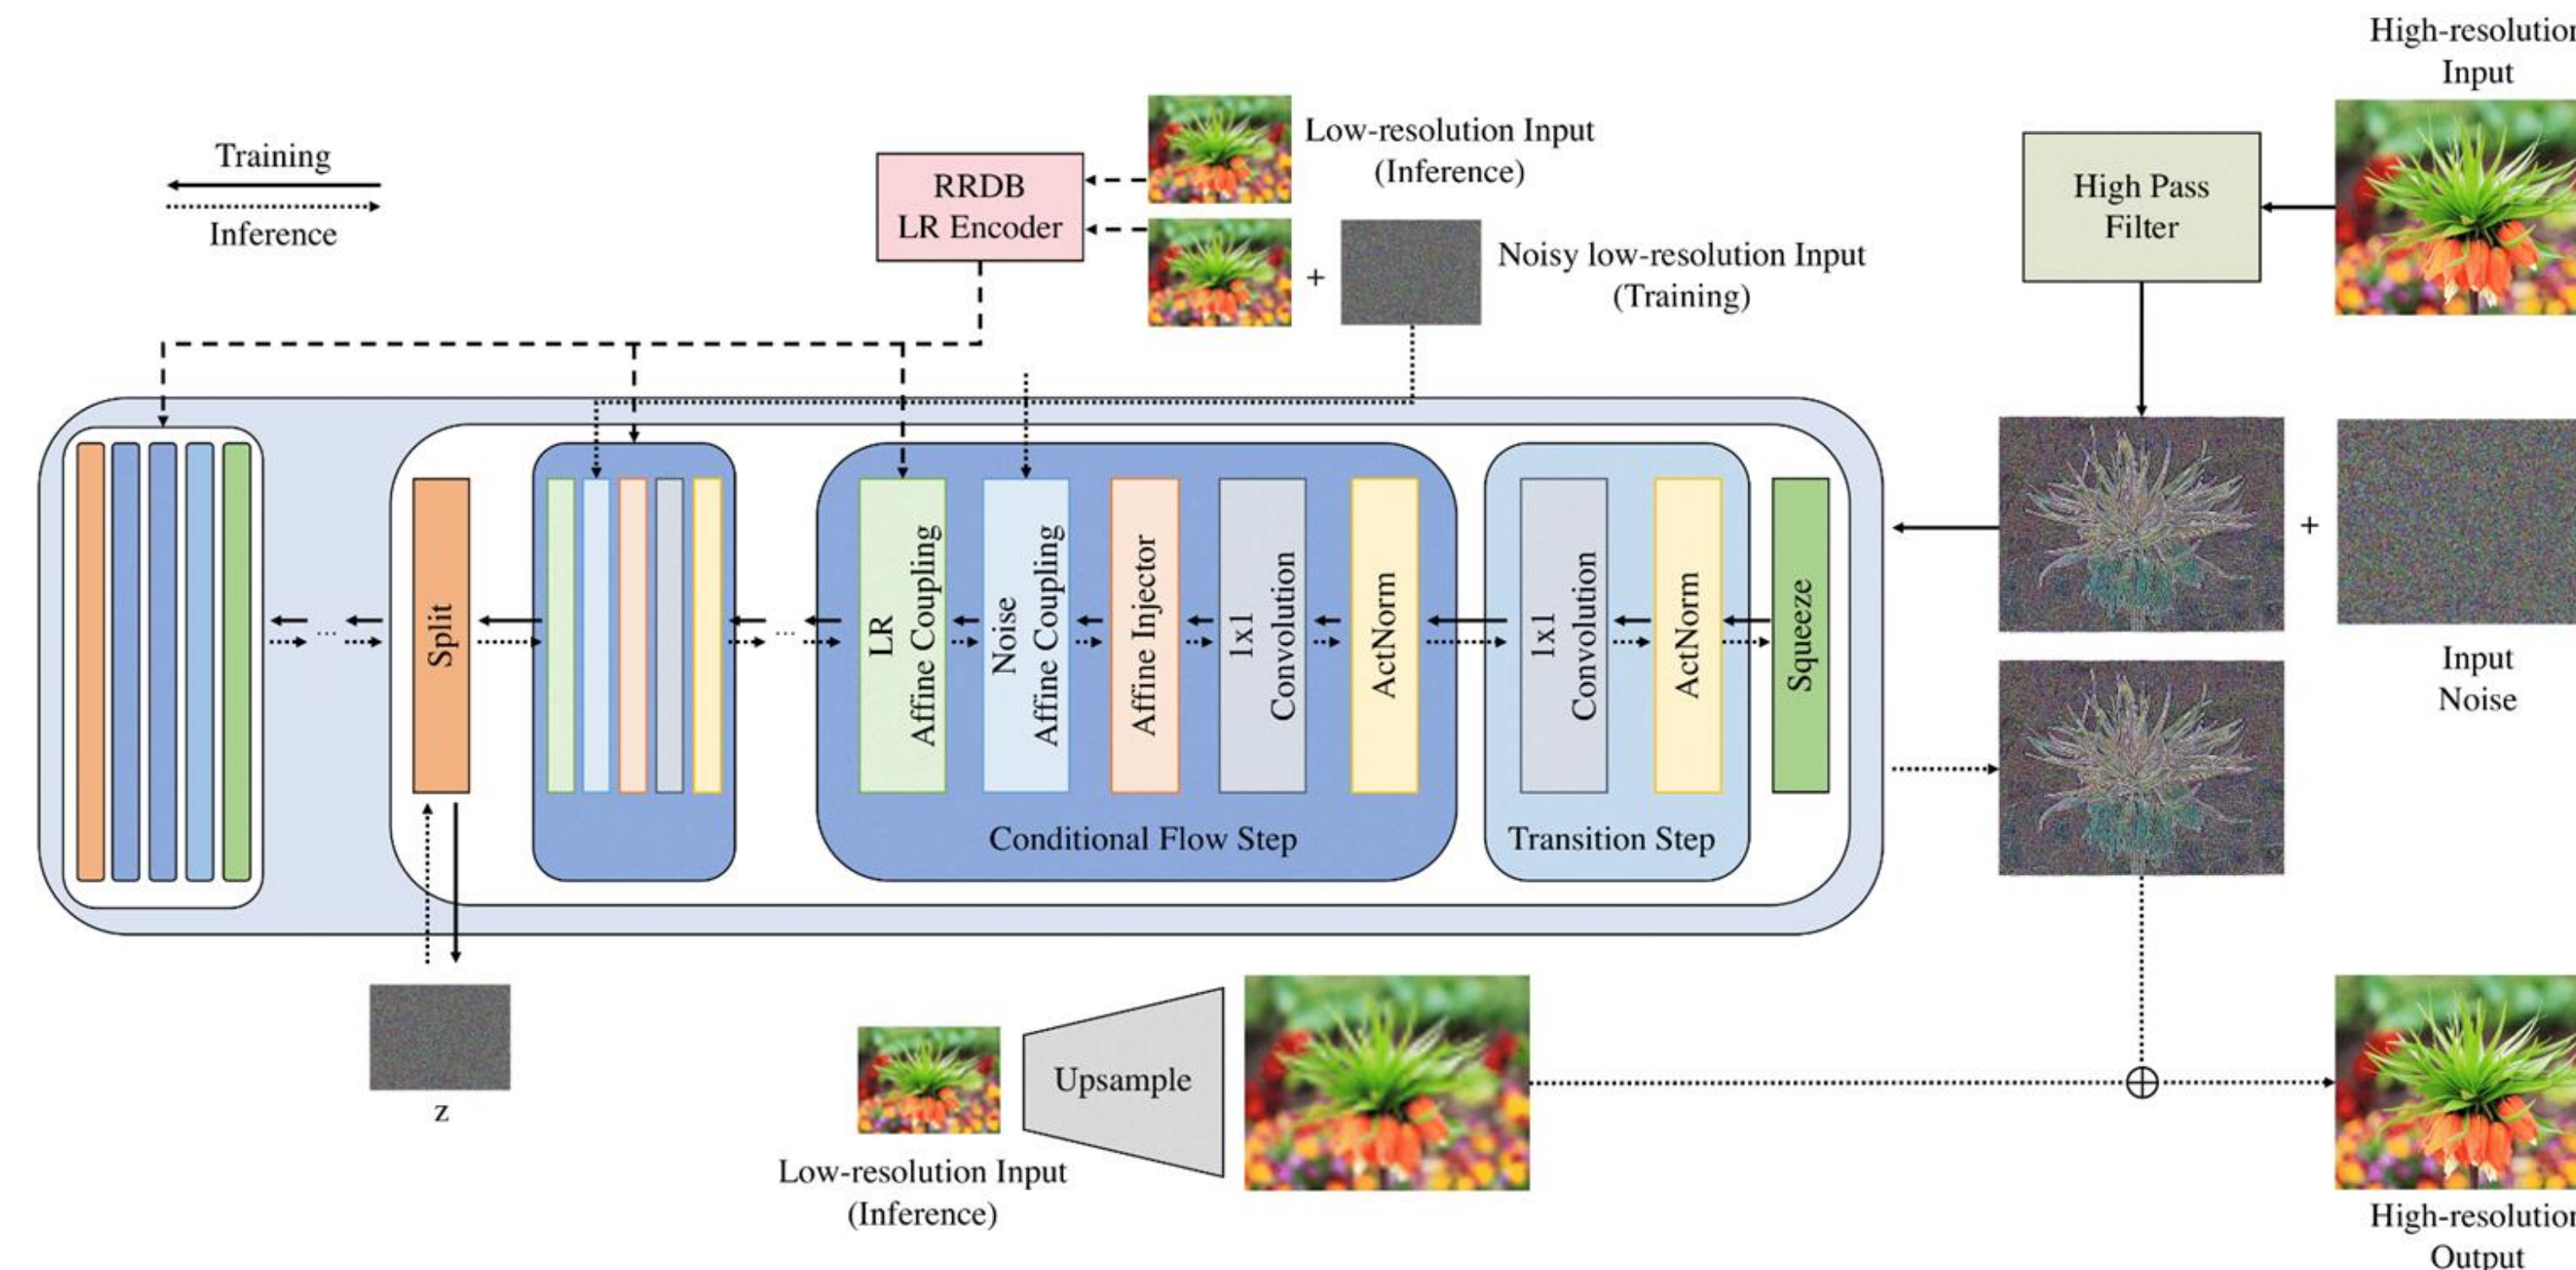 High-resolution
Input
Training
Inference
RRDB
LR Encoder
Low-resolution Input
(Inference)
+
Noisy low-resolution Input
(Training)
High Pass
Filter
Split
...
...
LR
Affine Coupling
Noise
Affine Coupling
Affine Injector
1x1
Convolution
ActNorm
Conditional Flow Step
1x1
Convolution
ActNorm
Transition Step
Squeeze
+
Input
Noise
z
Upsample
Low-resolution Input
(Inference)
High-resolution
Output